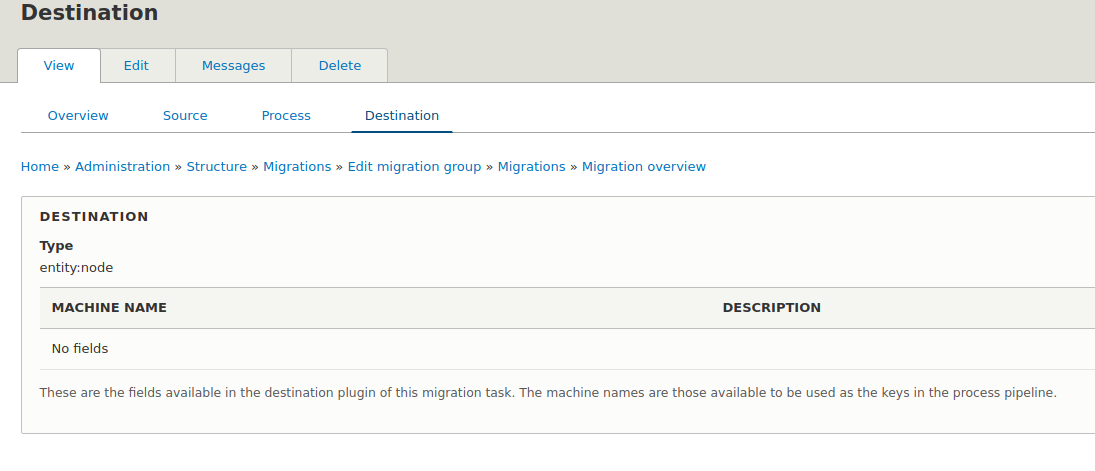 Destination
View Edit Messages Delete
Overview Source Process Destination
Home » Administration » Structure » Migrations » Edit migration group » Migrations » Migration overview
DESTINATION
Type
entity:node
MACHINE NAME DESCRIPTION
No fields
These are the fields available in the destination plugin of this migration task. The machine names are those available to be used as the keys in the process pipeline.